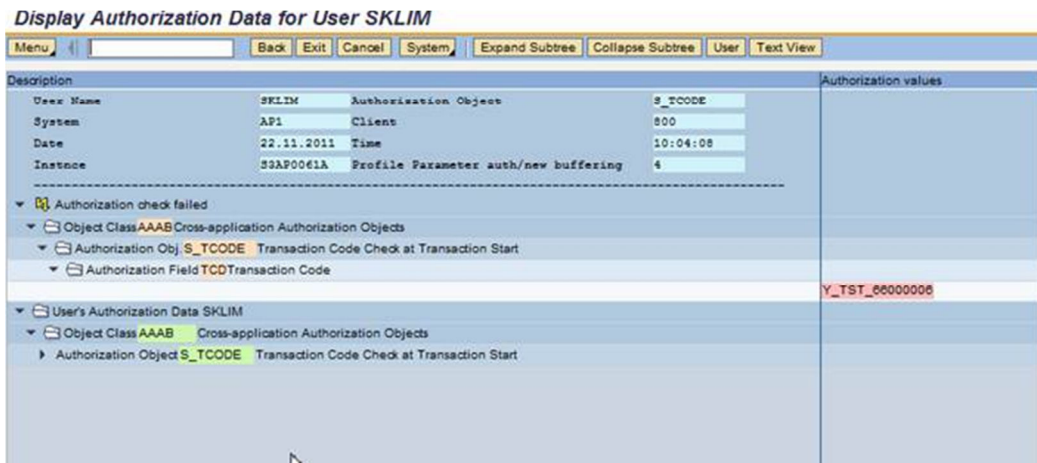 Display Authorization Data for User SKLIM
Menu Back Exit Cancel System Expand Subtree Collapse Subtree User Text View
Description Authorization values
User Name SKLIM Authorization Object S_TCODE
System AP1 Client 800
Date 22.11.2011 Time 10:04:08
Instnce S3AP0061A Profile Parameter auth/new buffering 4
Authorization check failed
Object Class AAAB Cross-application Authorization Objects
Authorization Obj. S_TCODE Transaction Code Check at Transaction Start
Authorization Field TCD Transaction Code
Y_TST_66000006
User's Authorization Data SKLIM
Object Class AAAB Cross-application Authorization Objects
Authorization Object S_TCODE Transaction Code Check at Transaction Start